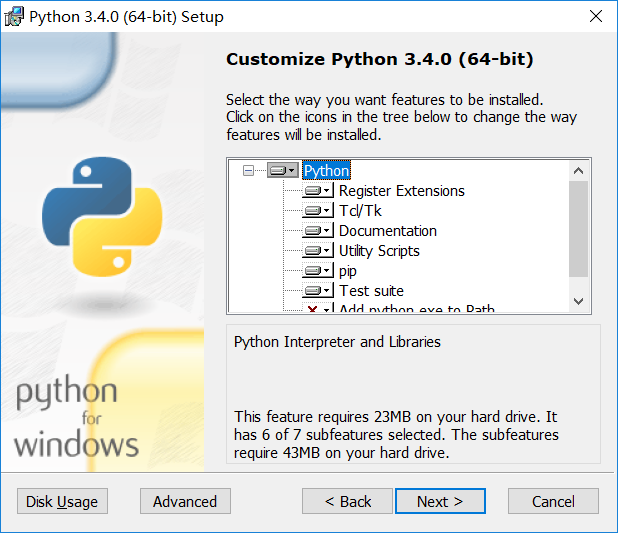 Python 3.4.0 (64-bit) Setup
Customize Python 3.4.0 (64-bit)
Select the way you want features to be installed.
Click on the icons in the tree below to change the way
features will be installed.
Python
Register Extensions
Tcl/Tk
Documentation
Utility Scripts
pip
Test suite
Add python.exe to Path
Python Interpreter and Libraries
This feature requires 23MB on your hard drive. It
has 6 of 7 subfeatures selected. The subfeatures
require 43MB on your hard drive.
python
for
windows
Disk Usage
Advanced
< Back
Next >
Cancel